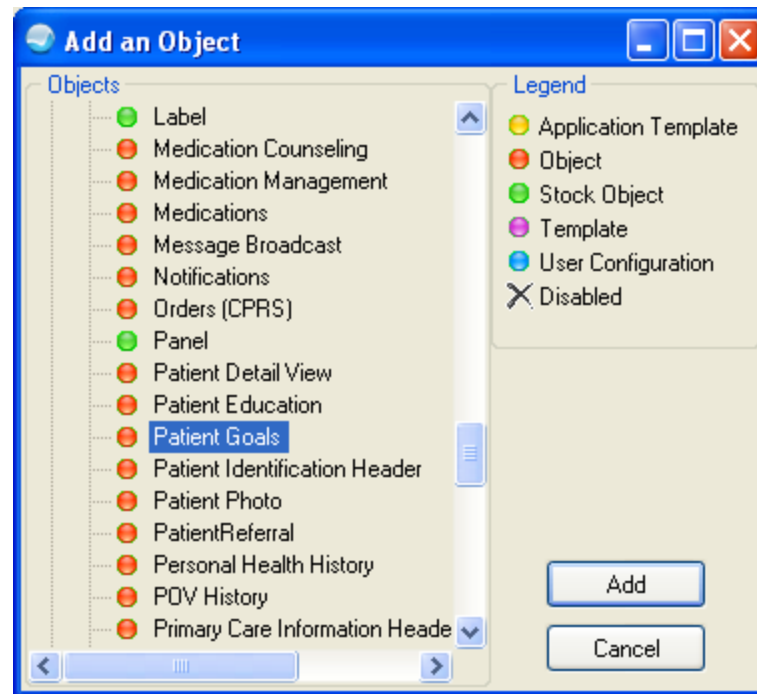 Add an Object
Objects
Label
Medication Counseling
Medication Management
Medications
Message Broadcast
Notifications
Orders (CPRS)
Panel
Patient Detail View
Patient Education
Patient Goals
Patient Identification Header
Patient Photo
PatientReferral
Personal Health History
POV History
Primary Care Information Heade
Legend
Application Template
Object
Stock Object
Template
User Configuration
Disabled
Add
Cancel